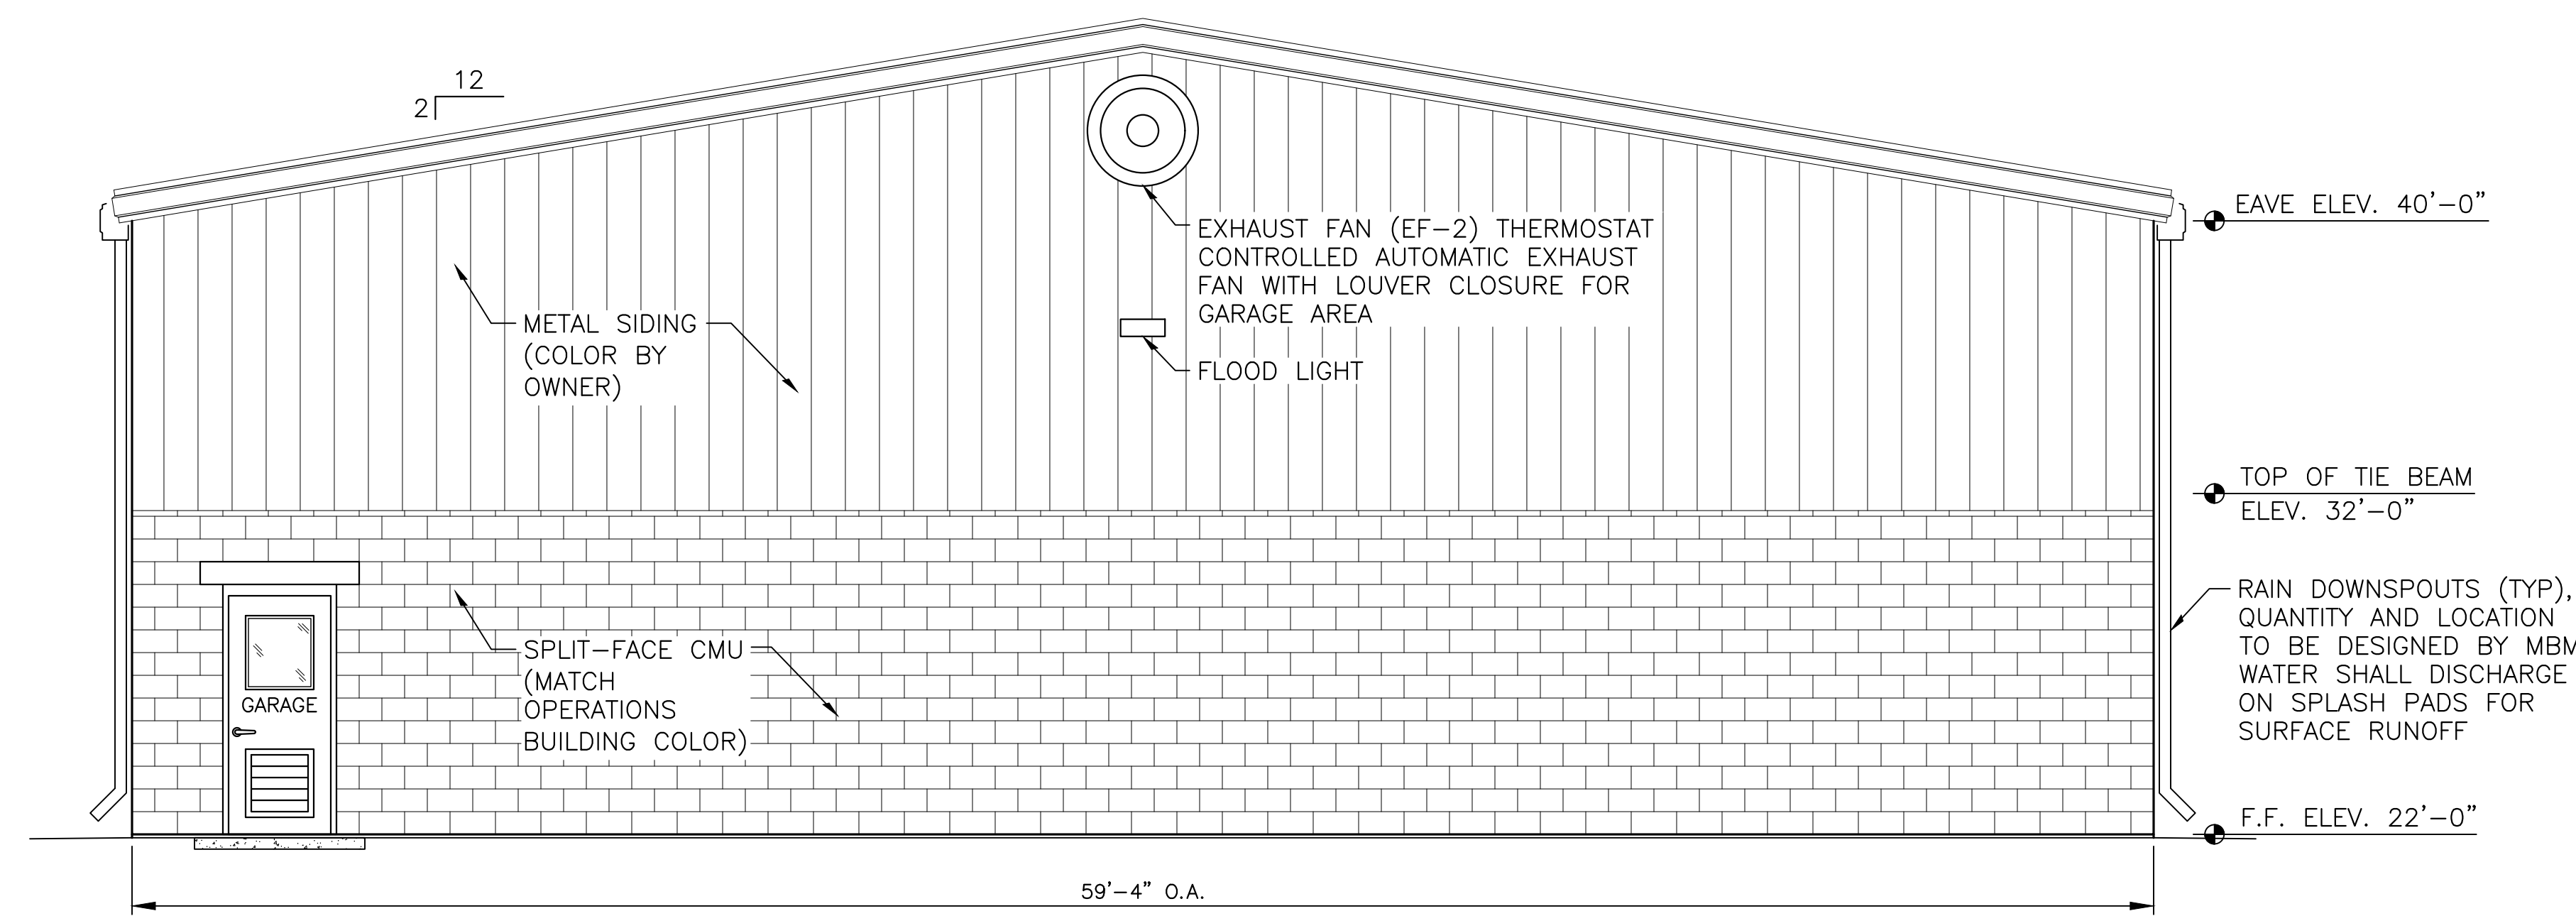 12
2
EAVE ELEV. 40'-0"
EXHAUST FAN (EF-2) THERMOSTAT
CONTROLLED AUTOMATIC EXHAUST
FAN WITH LOUVER CLOSURE FOR
GARAGE AREA
METAL SIDING
(COLOR BY
OWNER)
FLOOD LIGHT
TOP OF TIE BEAM
ELEV. 32'-0"
RAIN DOWNSPOUTS (TYP),
QUANTITY AND LOCATION
TO BE DESIGNED BY MBM
WATER SHALL DISCHARGE
ON SPLASH PADS FOR
SURFACE RUNOFF
SPLIT-FACE CMU
(MATCH
OPERATIONS
BUILDING COLOR)
GARAGE
F.F. ELEV. 22'-0"
59'-4" O.A.